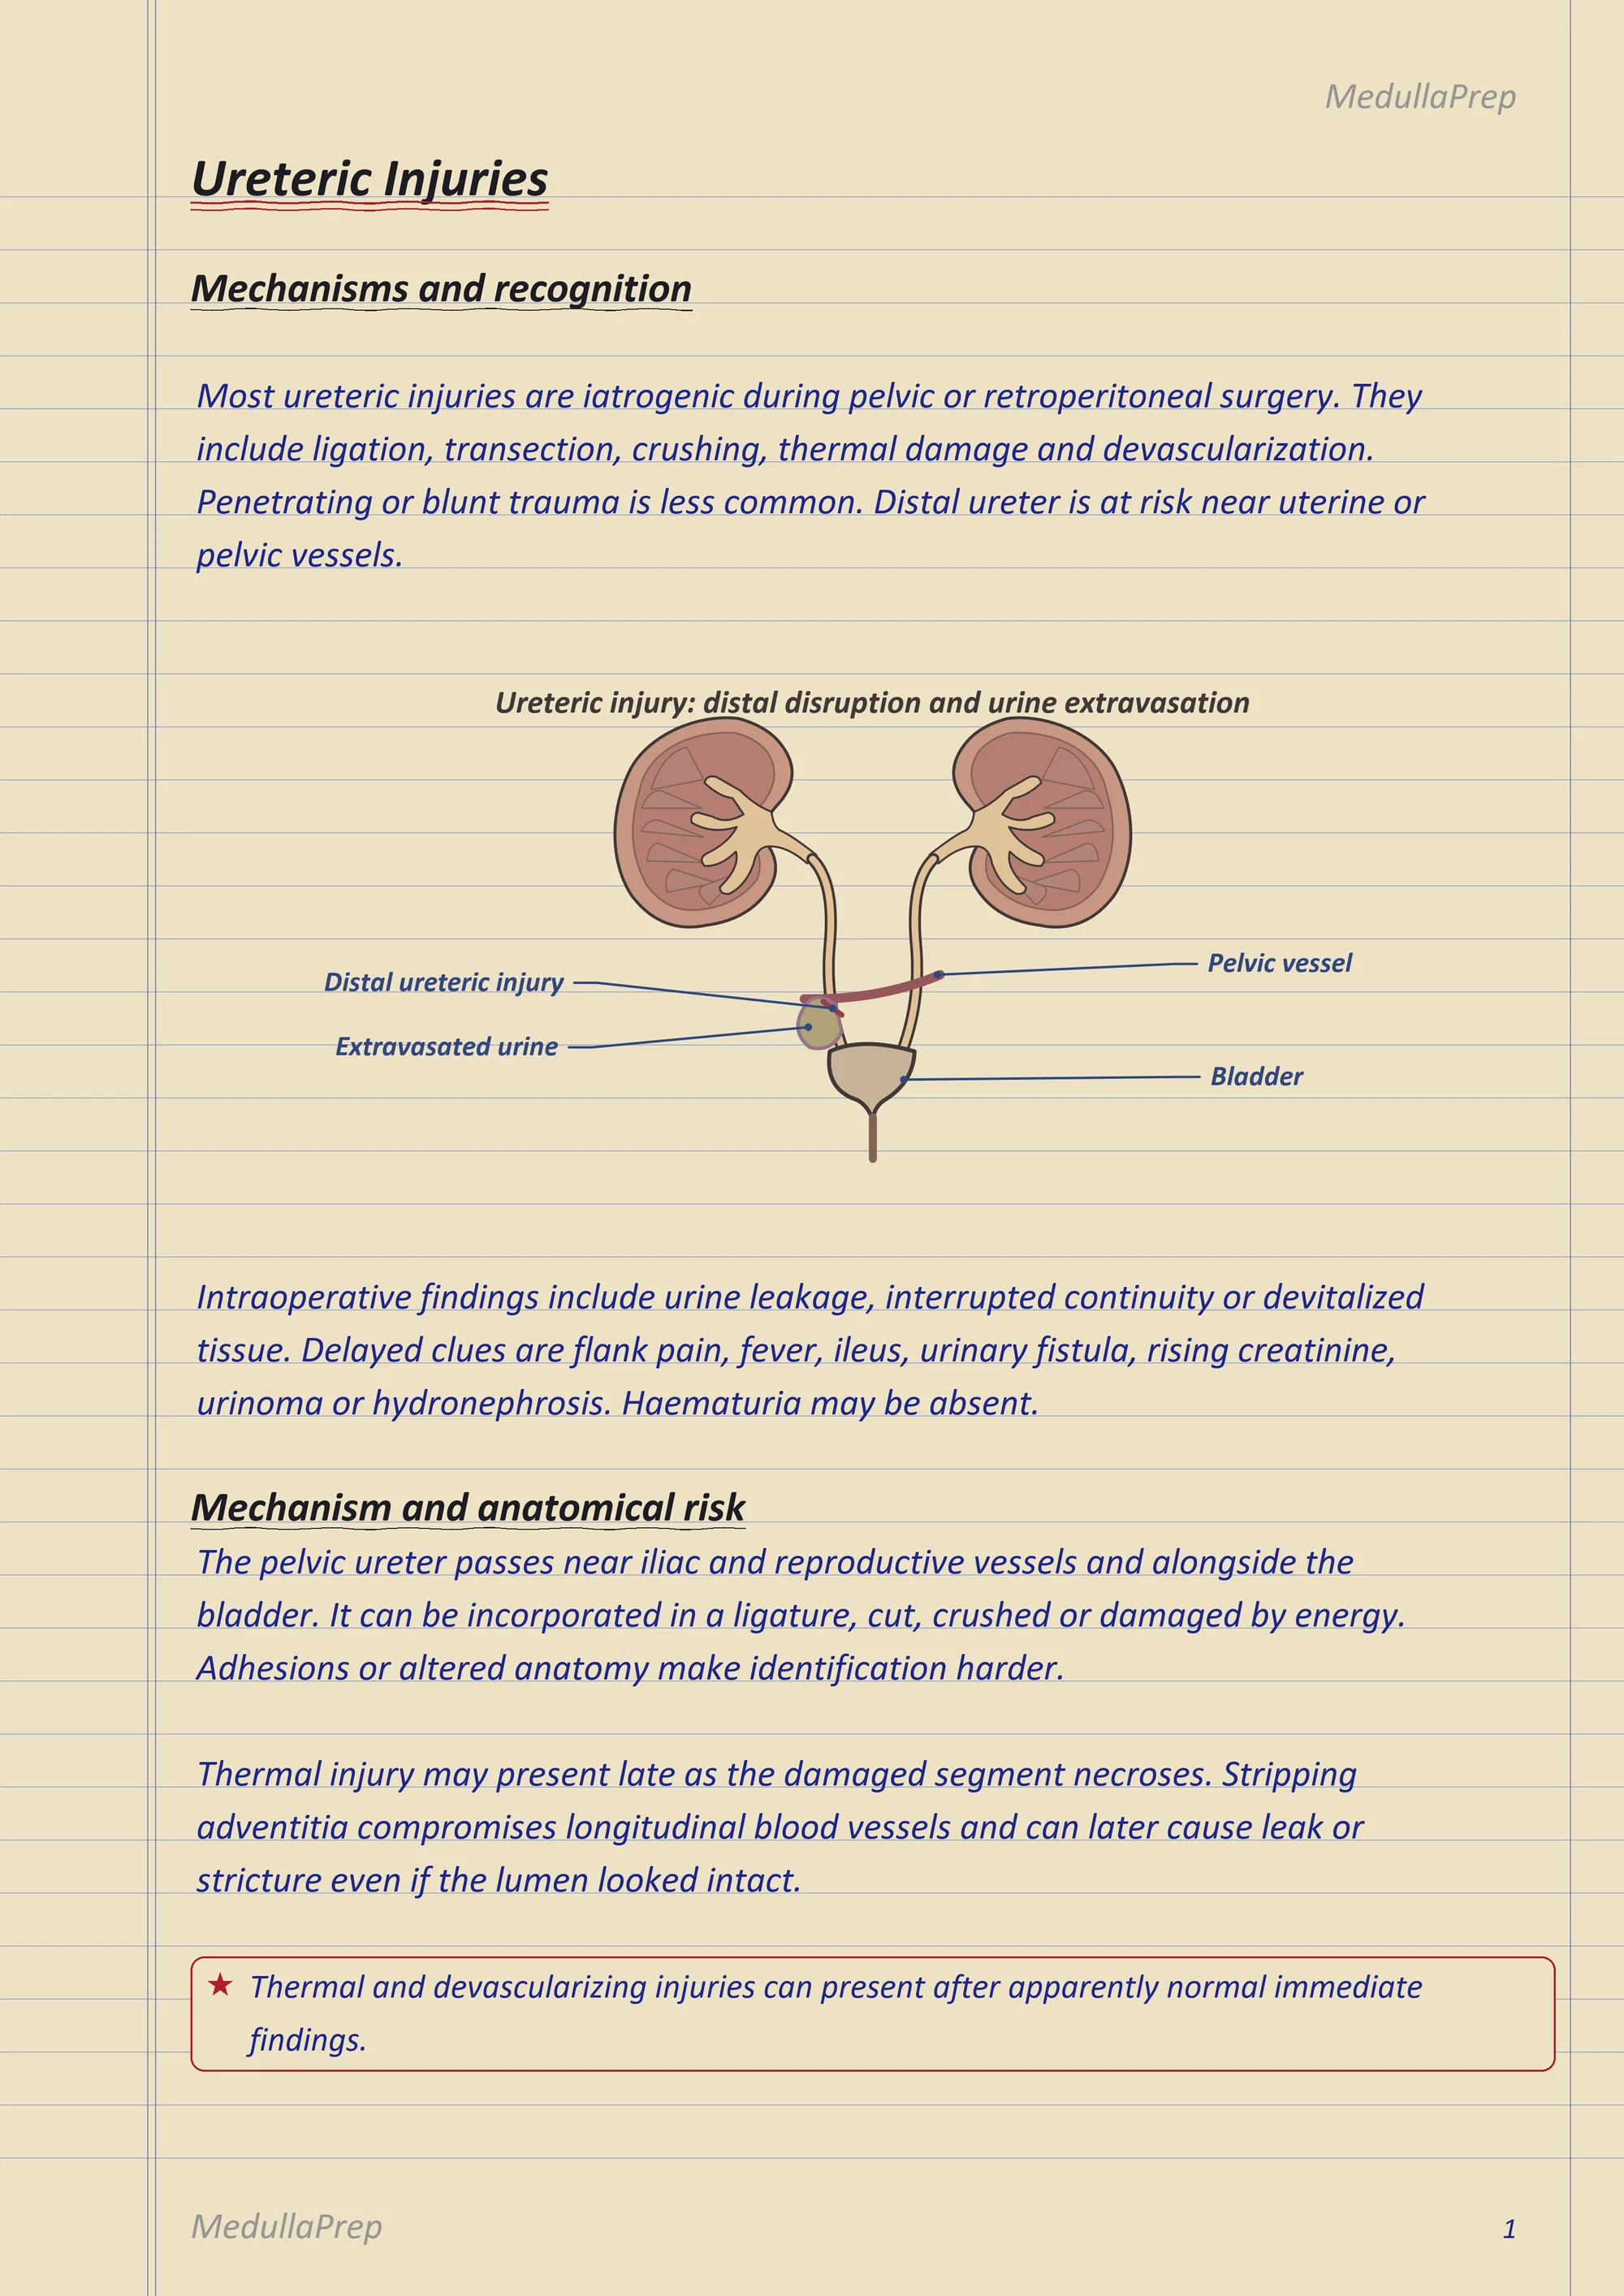 MedullaPrep
Ureteric Injuries
Mechanisms and recognition
Most ureteric injuries are iatrogenic during pelvic or retroperitoneal surgery. They
include ligation, transection, crushing, thermal damage and devascularization.
Penetrating or blunt trauma is less common. Distal ureter is at risk near uterine or
pelvic vessels.
Ureteric injury: distal disruption and urine extravasation
Pelvic vessel
Distal ureteric injury
Extravasated urine
Bladder
Intraoperative findings include urine leakage, interrupted continuity or devitalized
tissue. Delayed clues are flank pain, fever, ileus, urinary fistula, rising creatinine,
urinoma or hydronephrosis. Haematuria may be absent.
Mechanism and anatomical risk
The pelvic ureter passes near iliac and reproductive vessels and alongside the
bladder. It can be incorporated in a ligature, cut, crushed or damaged by energy.
Adhesions or altered anatomy make identification harder.
Thermal injury may present late as the damaged segment necroses. Stripping
adventitia compromises longitudinal blood vessels and can later cause leak or
stricture even if the lumen looked intact.
★ Thermal and devascularizing injuries can present after apparently normal immediate
findings.
MedullaPrep
1